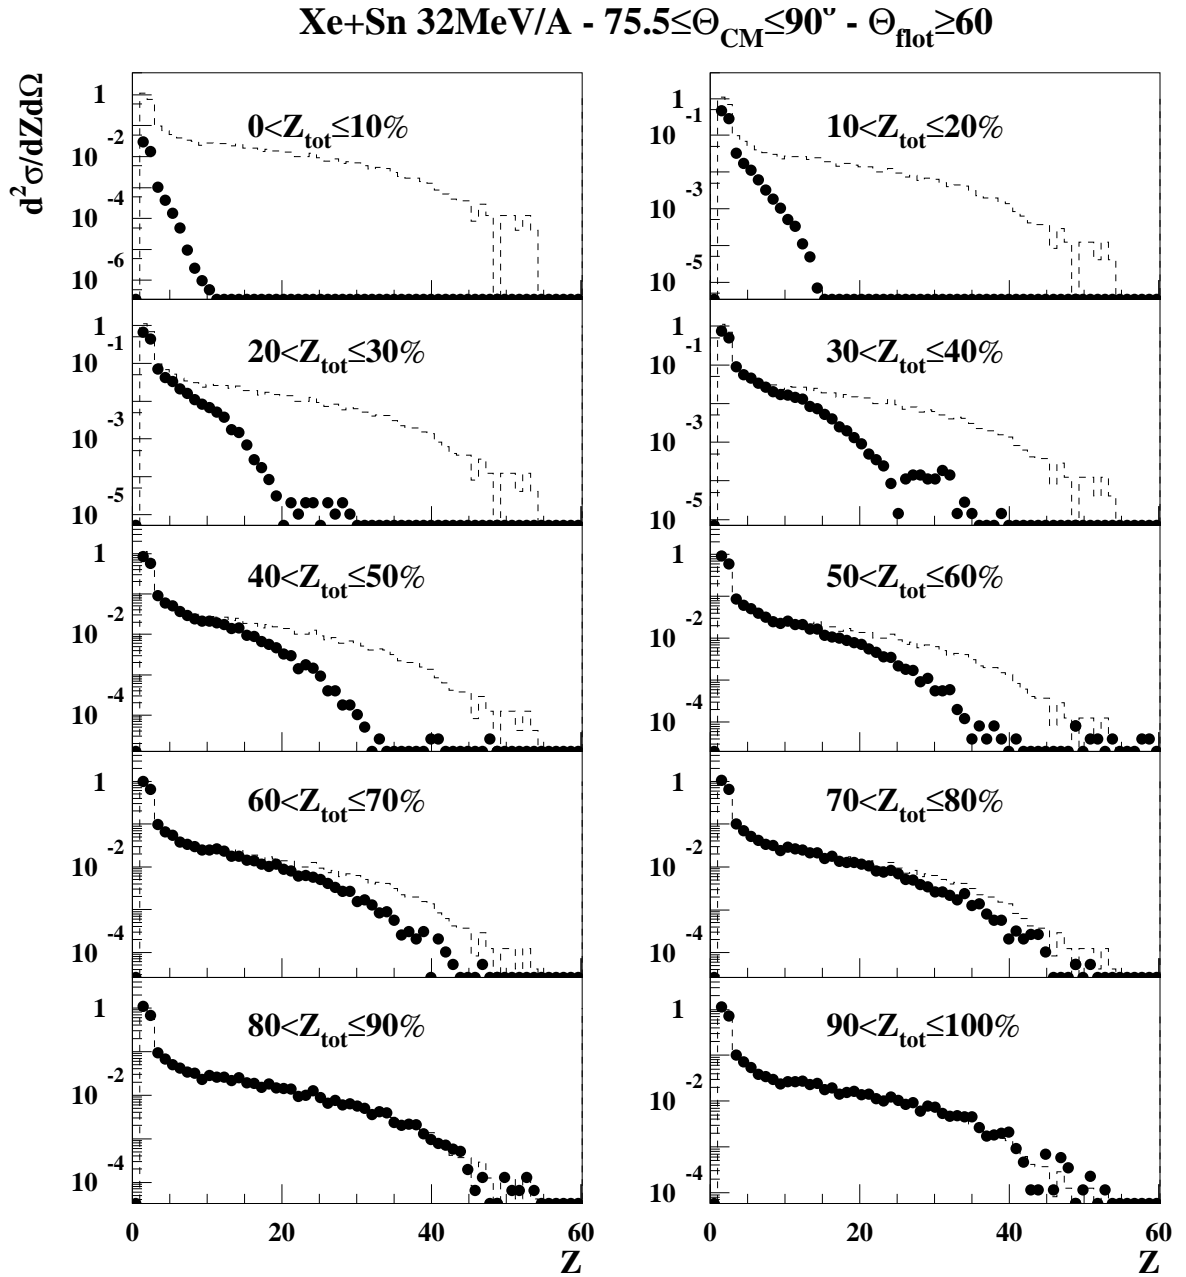 Xe+Sn 32MeV/A - 75.5≤Θ_CM≤90° - Θ_flot≥60
d²σ/dZdΩ
0<Z_tot≤10%
1
10^-2
10^-4
10^-6
10<Z_tot≤20%
1
10^-1
10^-3
10^-5
20<Z_tot≤30%
1
10^-1
10^-3
10^-5
30<Z_tot≤40%
1
10^-1
10^-3
10^-5
40<Z_tot≤50%
1
10^-2
10^-4
50<Z_tot≤60%
1
10^-2
10^-4
60<Z_tot≤70%
1
10^-2
10^-4
70<Z_tot≤80%
1
10^-2
10^-4
80<Z_tot≤90%
1
10^-2
10^-4
90<Z_tot≤100%
1
10^-2
10^-4
0 20 40 60
Z
0 20 40 60
Z